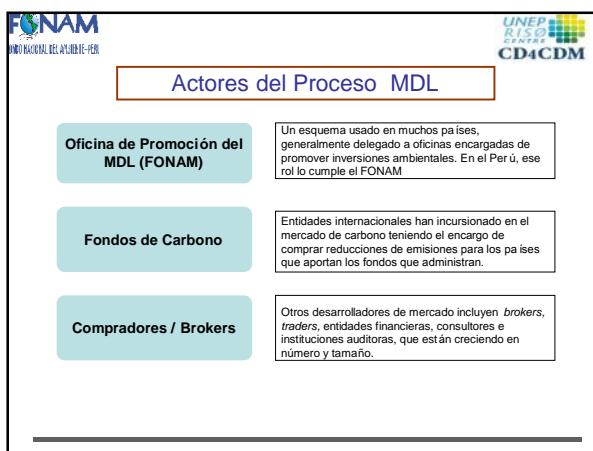 FONAM
FONDO NACIONAL DEL AMBIENTE-PERÚ
UNEP
RISØ
CENTRE
CD4CDM
Actores del Proceso MDL
Oficina de Promoción del
MDL (FONAM)
Un esquema usado en muchos países,
generalmente delegado a oficinas encargadas de
promover inversiones ambientales. En el Perú, ese
rol lo cumple el FONAM
Fondos de Carbono
Entidades internacionales han incursionado en el
mercado de carbono teniendo el encargo de
comprar reducciones de emisiones para los países
que aportan los fondos que administran.
Compradores / Brokers
Otros desarrolladores de mercado incluyen brokers,
traders, entidades financieras, consultores e
instituciones auditoras, que están creciendo en
número y tamaño.